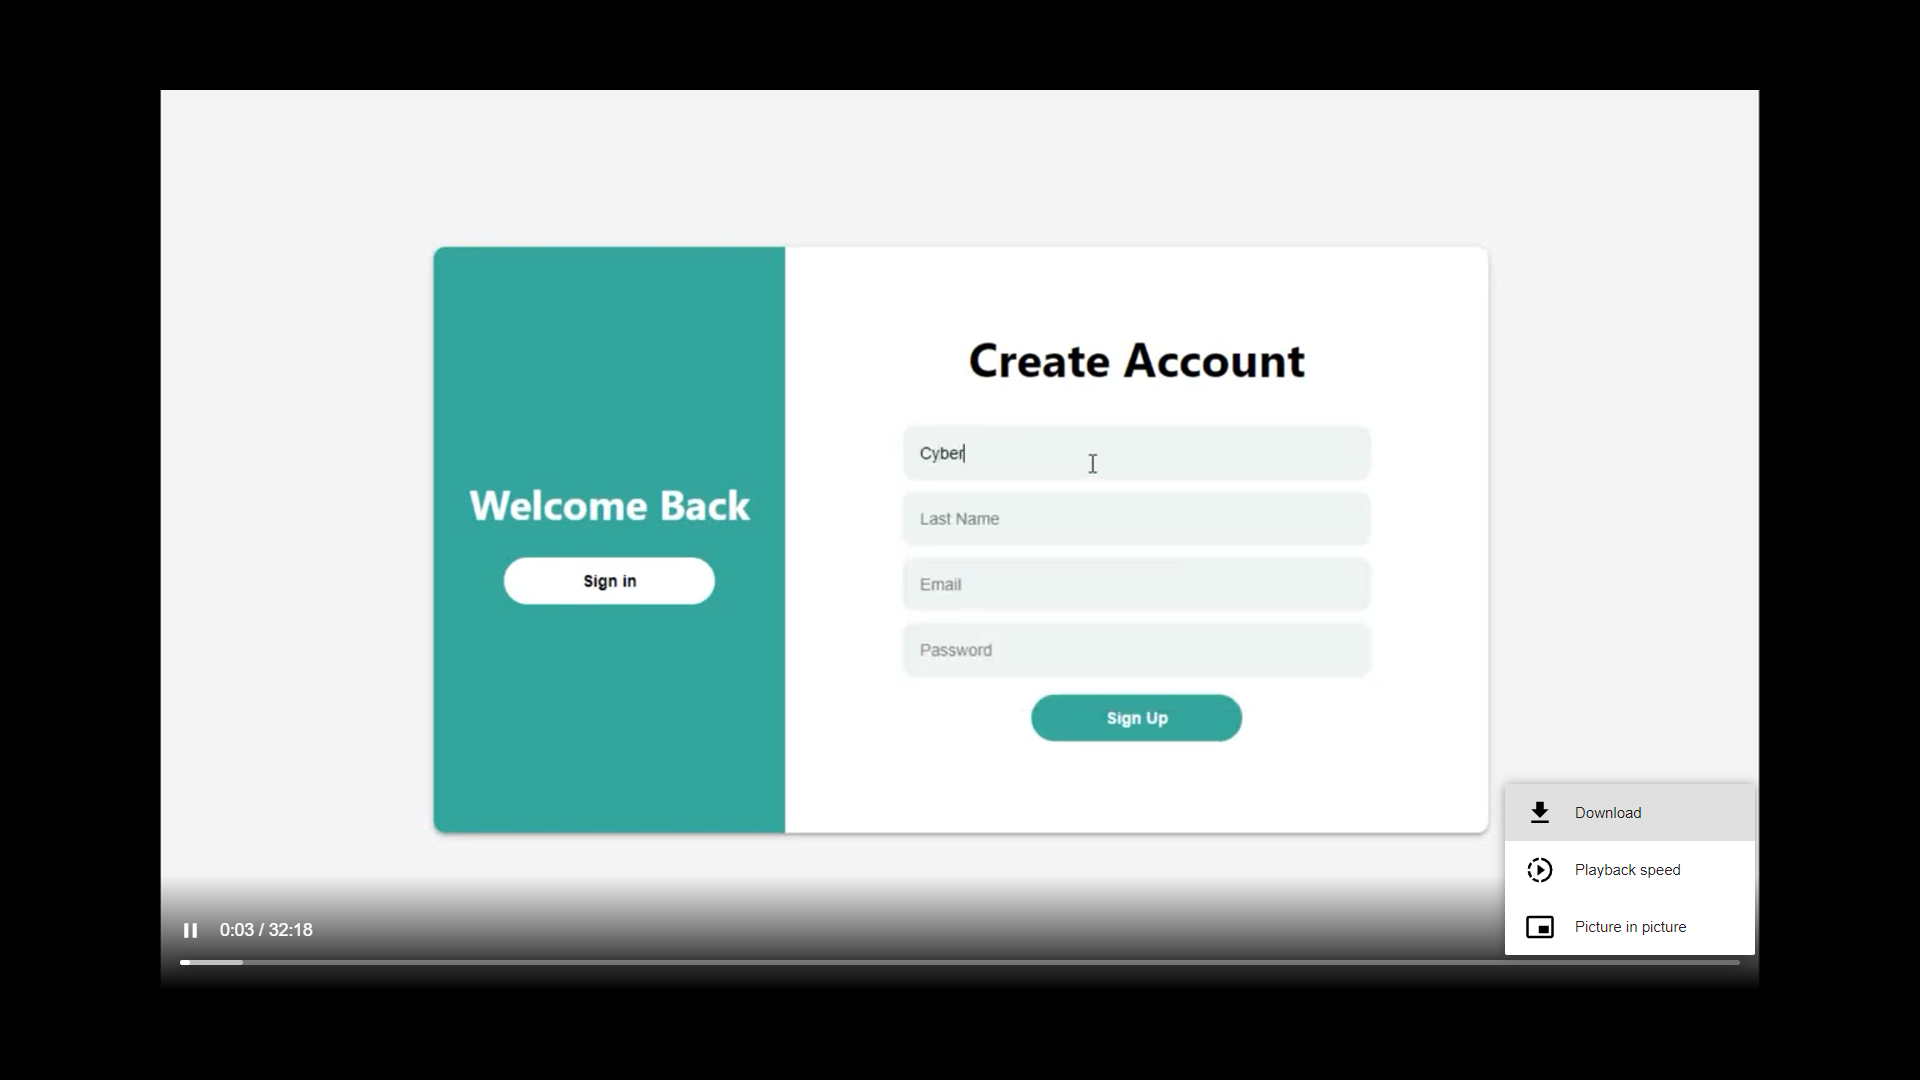 Create Account
Cyber
Last Name
Welcome Back
Email
Sign in
Password
Sign Up
Download
Playback speed
Picture in picture
0:03 / 32:18